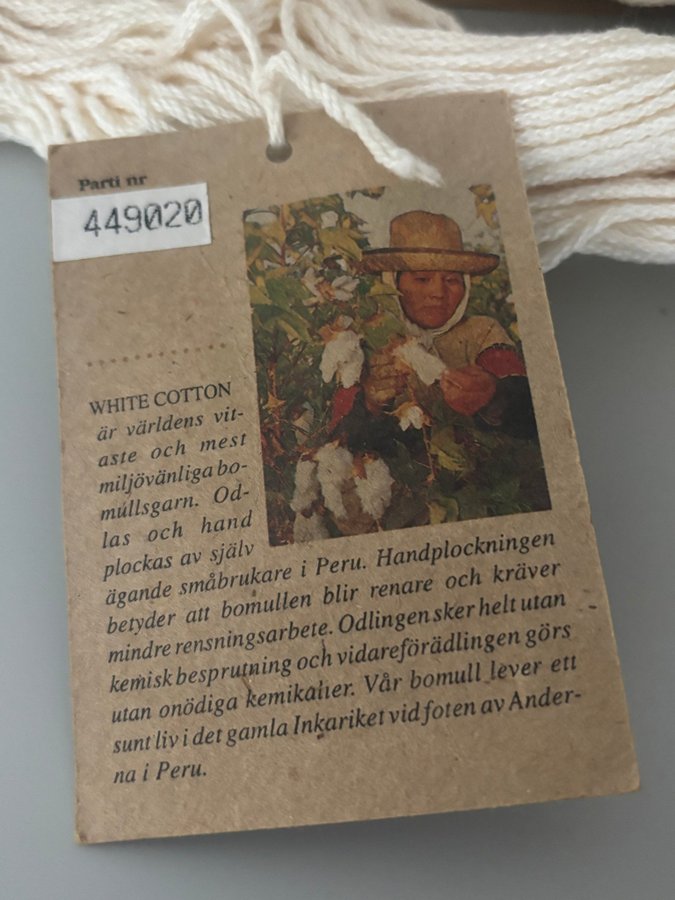 Parti nr
449020
WHITE COTTON
är världens vit-
aste och mest
miljövänliga bo-
mullsgarn. Od-
las och hand
plockas av själv
ägande småbrukare i Peru. Handplockningen
betyder att bomullen blir renare och kräver
mindre rensningsarbete. Odlingen sker helt utan
kemisk besprutning och vidareförädlingen görs
utan onödiga kemikalier. Vår bomull lever ett
sunt liv i det gamla Inkariket vid foten av Ander-
na i Peru.